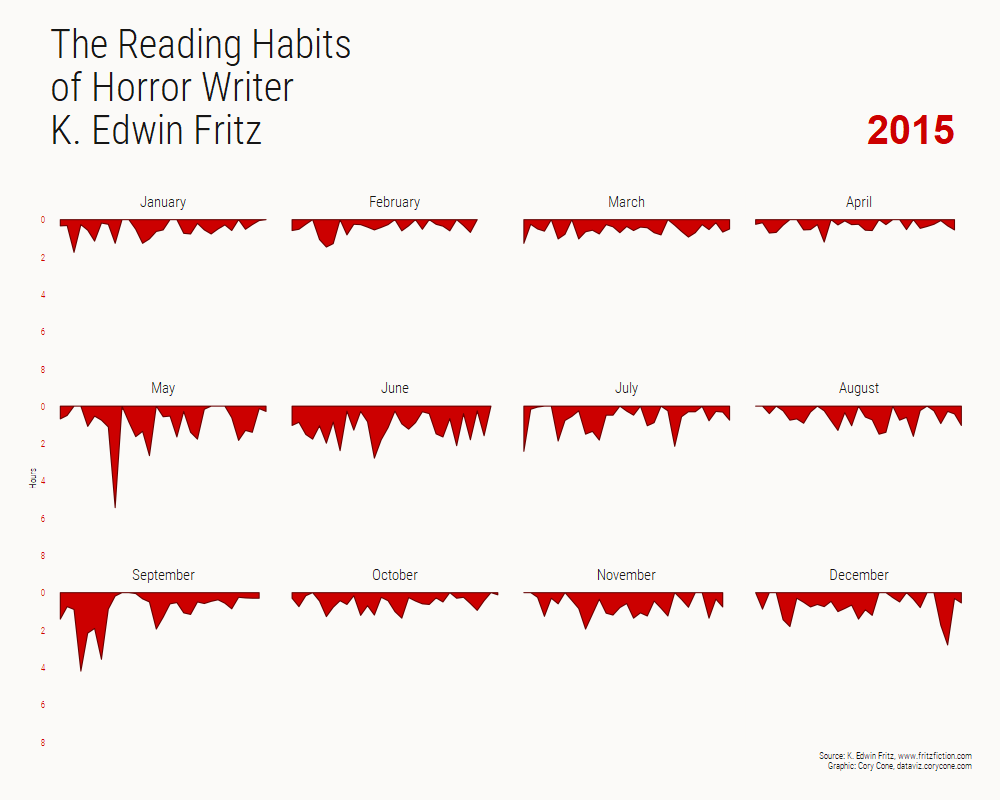 The Reading Habits
of Horror Writer
K. Edwin Fritz
2015
January February March April
0
2
4
6
8
May June July August
0
2
4
6
8
Hours
September October November December
0
2
4
6
8
Source: K. Edwin Fritz, www.fritzfiction.com
Graphic: Cory Cone, dataviz.corycone.com